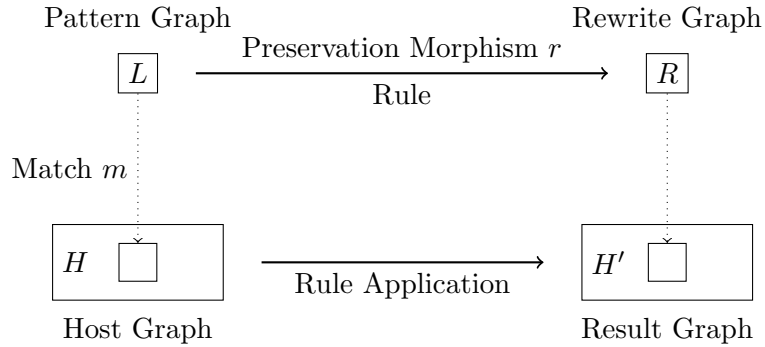 Pattern Graph
Rewrite Graph
L
Preservation Morphism r
Rule
R
Match m
H
Rule Application
H′
Host Graph
Result Graph